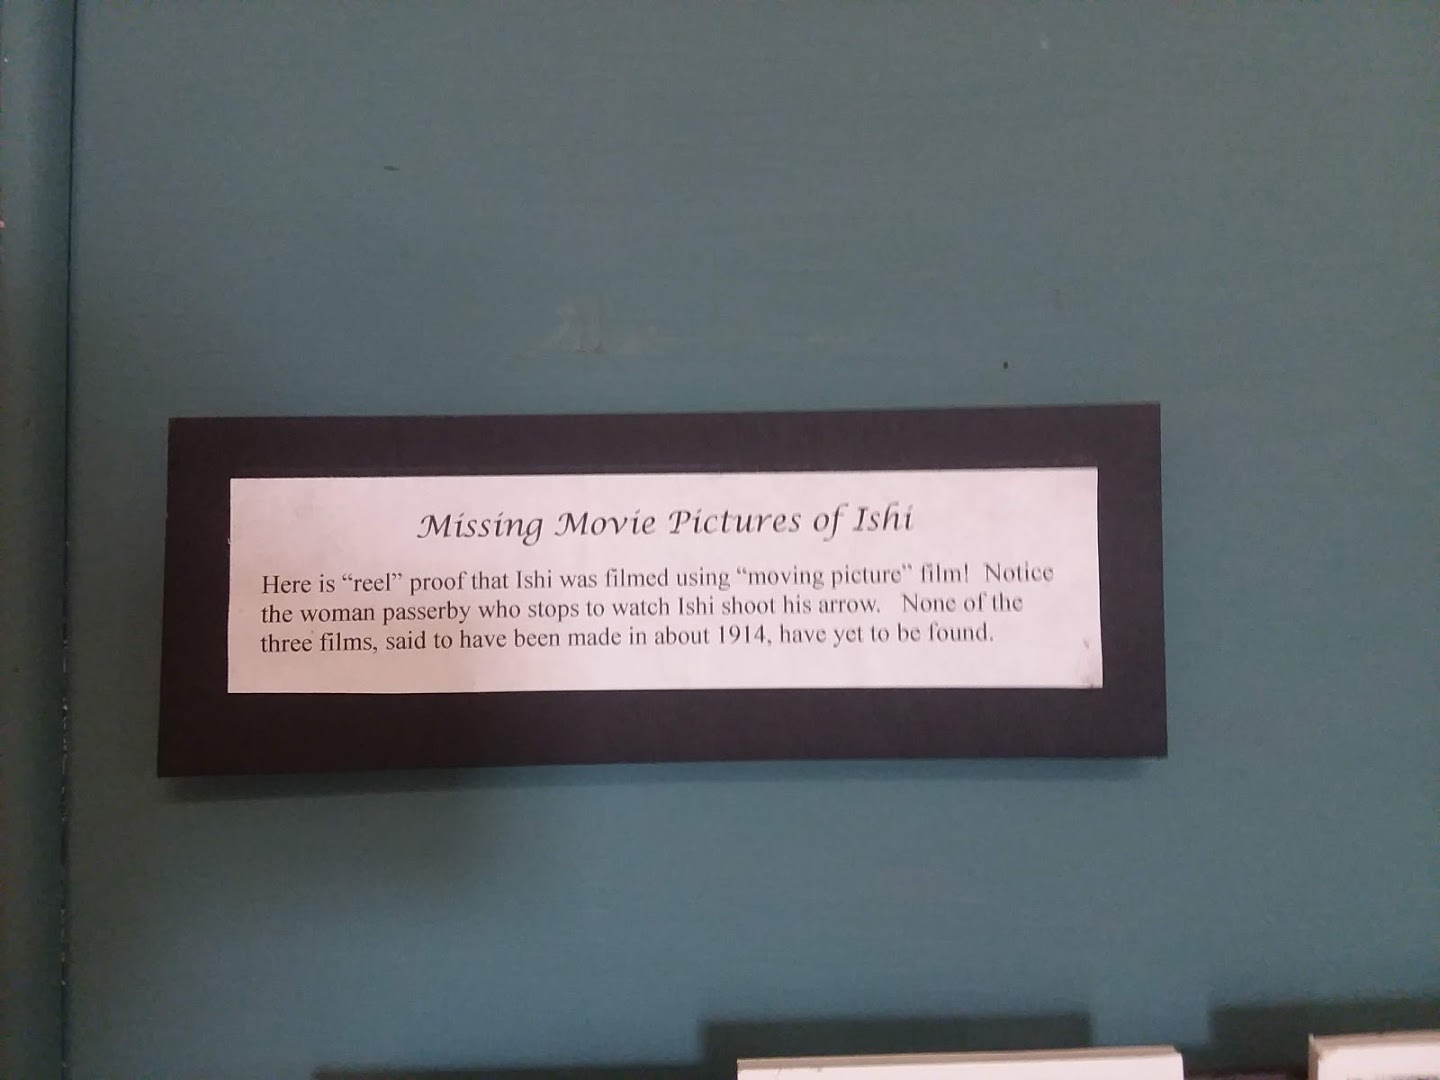 Missing Movie Pictures of Ishi
Here is “reel” proof that Ishi was filmed using “moving picture” film!  Notice
the woman passerby who stops to watch Ishi shoot his arrow.   None of the
three films, said to have been made in about 1914, have yet to be found.